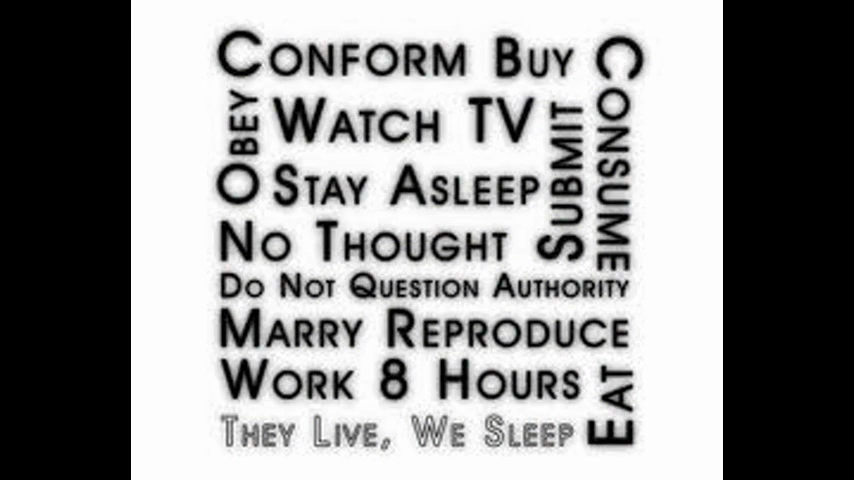 CONFORM BUY
CONSUME
OBEY
WATCH TV
SUBMIT
STAY ASLEEP
NO THOUGHT
DO NOT QUESTION AUTHORITY
MARRY REPRODUCE
WORK 8 HOURS
EAT
THEY LIVE, WE SLEEP